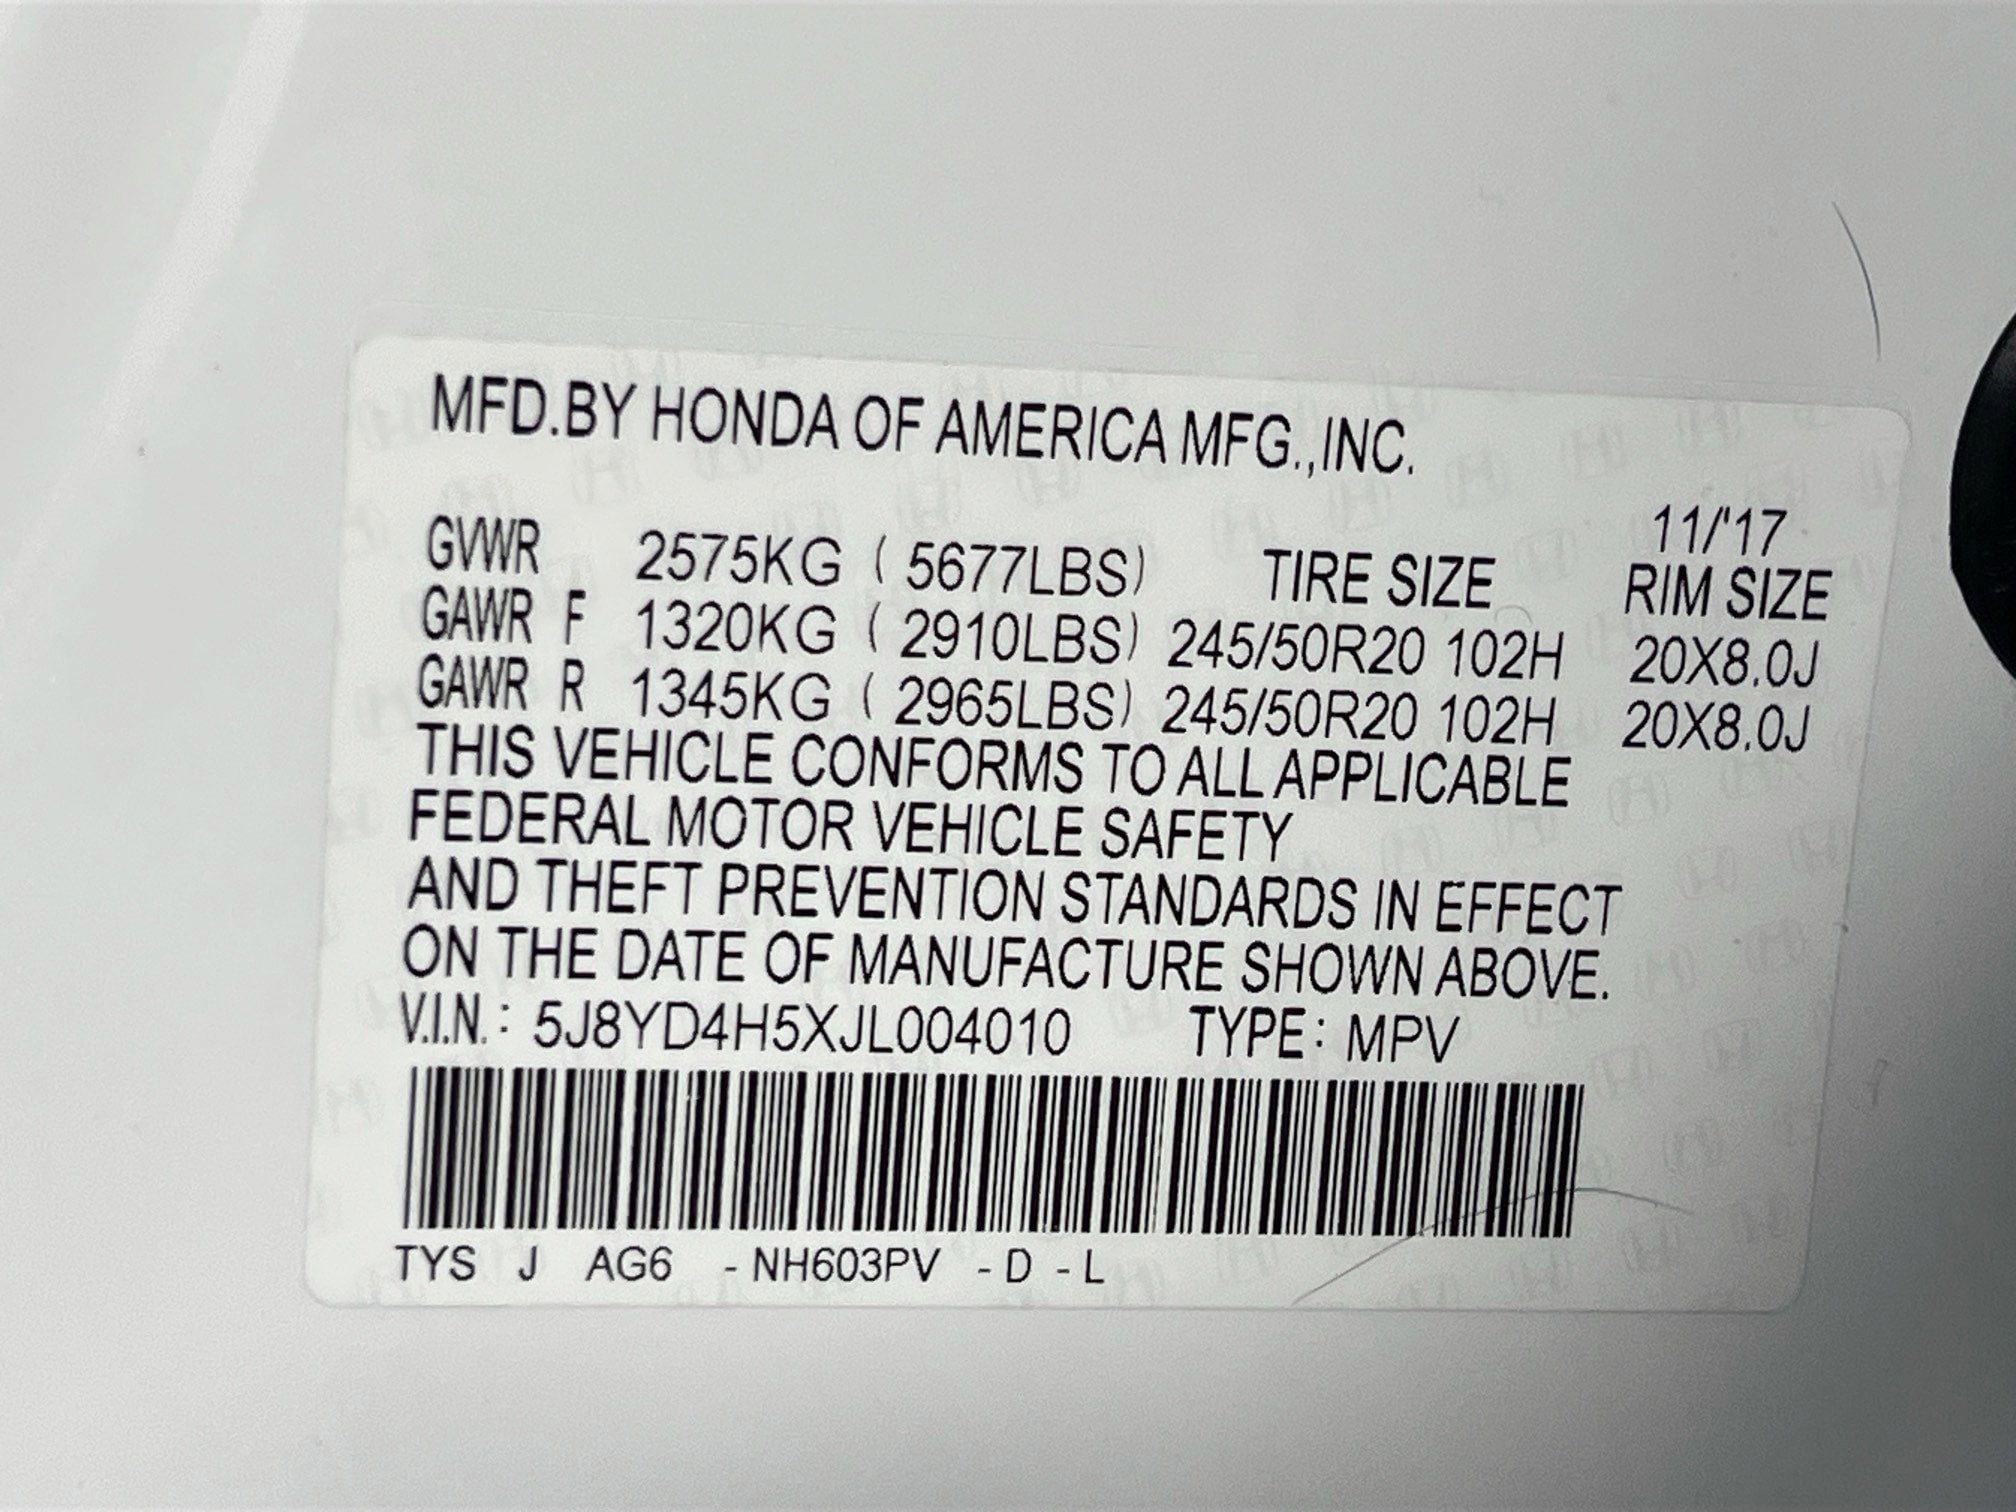 MFD.BY HONDA OF AMERICA MFG.,INC.
11/'17
GVWR 2575KG ( 5677LBS) TIRE SIZE RIM SIZE
GAWR F 1320KG ( 2910LBS) 245/50R20 102H 20X8.0J
GAWR R 1345KG ( 2965LBS) 245/50R20 102H 20X8.0J
THIS VEHICLE CONFORMS TO ALL APPLICABLE
FEDERAL MOTOR VEHICLE SAFETY
AND THEFT PREVENTION STANDARDS IN EFFECT
ON THE DATE OF MANUFACTURE SHOWN ABOVE.
V.I.N.: 5J8YD4H5XJL004010 TYPE: MPV
TYS J AG6 -NH603PV -D -L